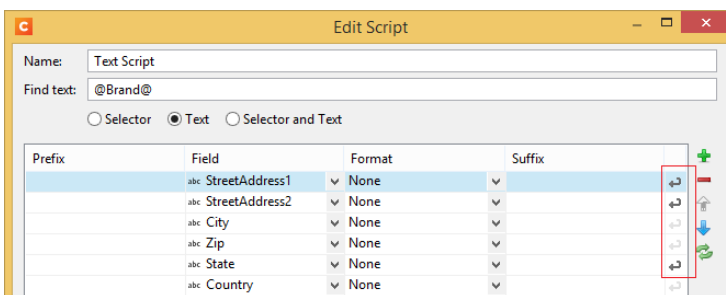 C Edit Script
Name: Text Script
Find text: @Brand@
Selector Text Selector and Text
Prefix Field Format Suffix
abc StreetAddress1 None
abc StreetAddress2 None
abc City None
abc Zip None
abc State None
abc Country None